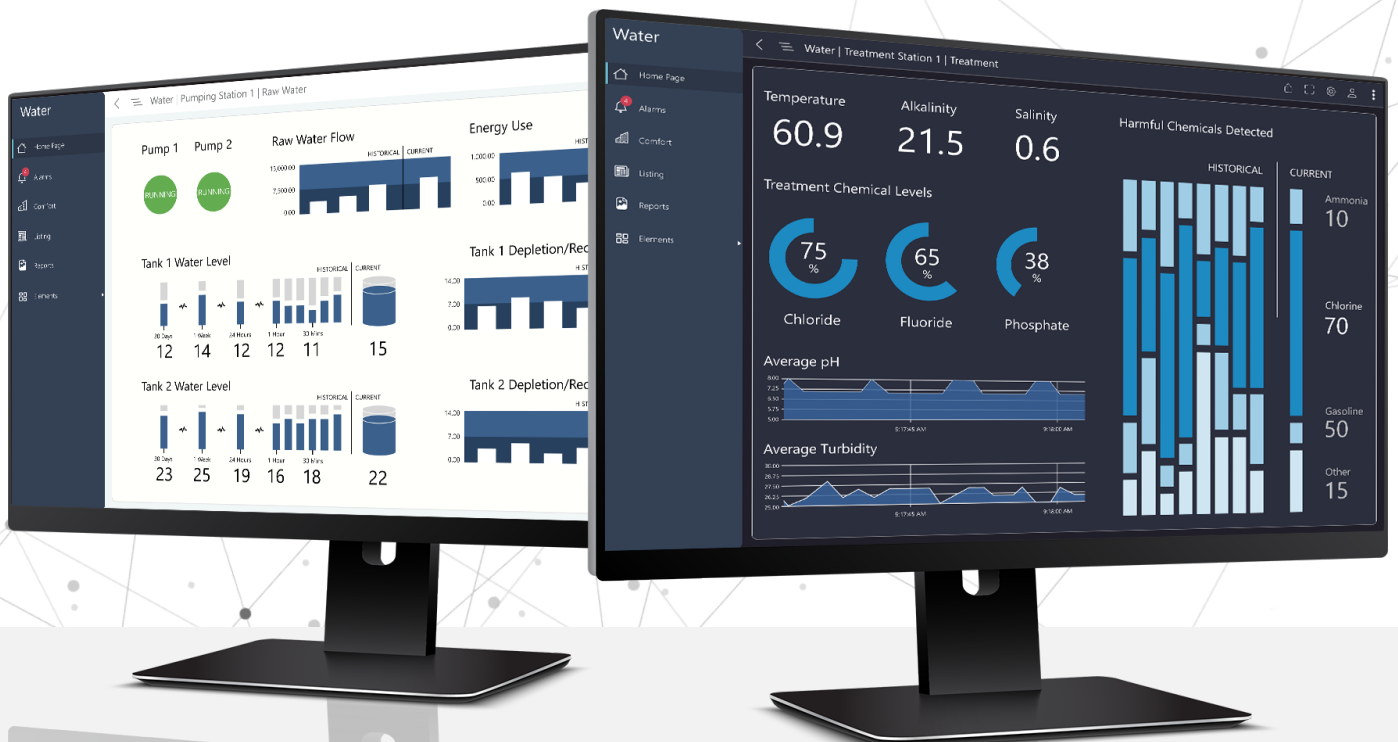 Water
Home Page
Alarms
Comfort
Listing
Reports
Elements
Water | Pumping Station 1 | Raw Water
Pump 1
Pump 2
RUNNING
RUNNING
Raw Water Flow
HISTORICAL
CURRENT
15,000.00
7,500.00
0.00
Energy Use
1,000.00
500.00
0.00
Tank 1 Water Level
HISTORICAL
CURRENT
30 Days
1 Week
24 Hours
1 Hour
30 Mins
12
14
12
12
11
15
Tank 1 Depletion/Rec
14.00
7.00
0.00
Tank 2 Water Level
HISTORICAL
CURRENT
30 Days
1 Week
24 Hours
1 Hour
30 Mins
23
25
19
16
18
22
Tank 2 Depletion/Rec
14.00
7.00
0.00
Water
Home Page
4
Alarms
Comfort
Listing
Reports
Elements
Water | Treatment Station 1 | Treatment
Temperature
60.9
Alkalinity
21.5
Salinity
0.6
Treatment Chemical Levels
75
%
Chloride
65
%
Fluoride
38
%
Phosphate
Average pH
8.00
7.25
6.50
5.75
5.00
9:17:45 AM
9:18:00 AM
Average Turbidity
30.00
28.75
27.50
26.25
25.00
9:17:45 AM
9:18:00 AM
Harmful Chemicals Detected
HISTORICAL
CURRENT
Ammonia
10
Chlorine
70
Gasoline
50
Other
15